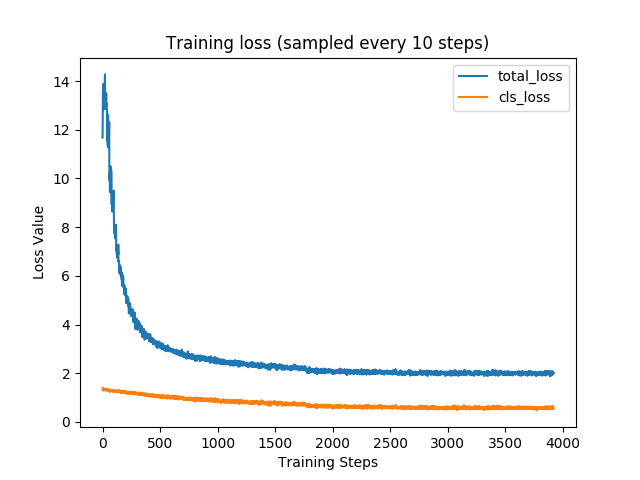 Training loss (sampled every 10 steps)
total_loss
cls_loss
14
12
10
8
6
4
2
0
Loss Value
0 500 1000 1500 2000 2500 3000 3500 4000
Training Steps